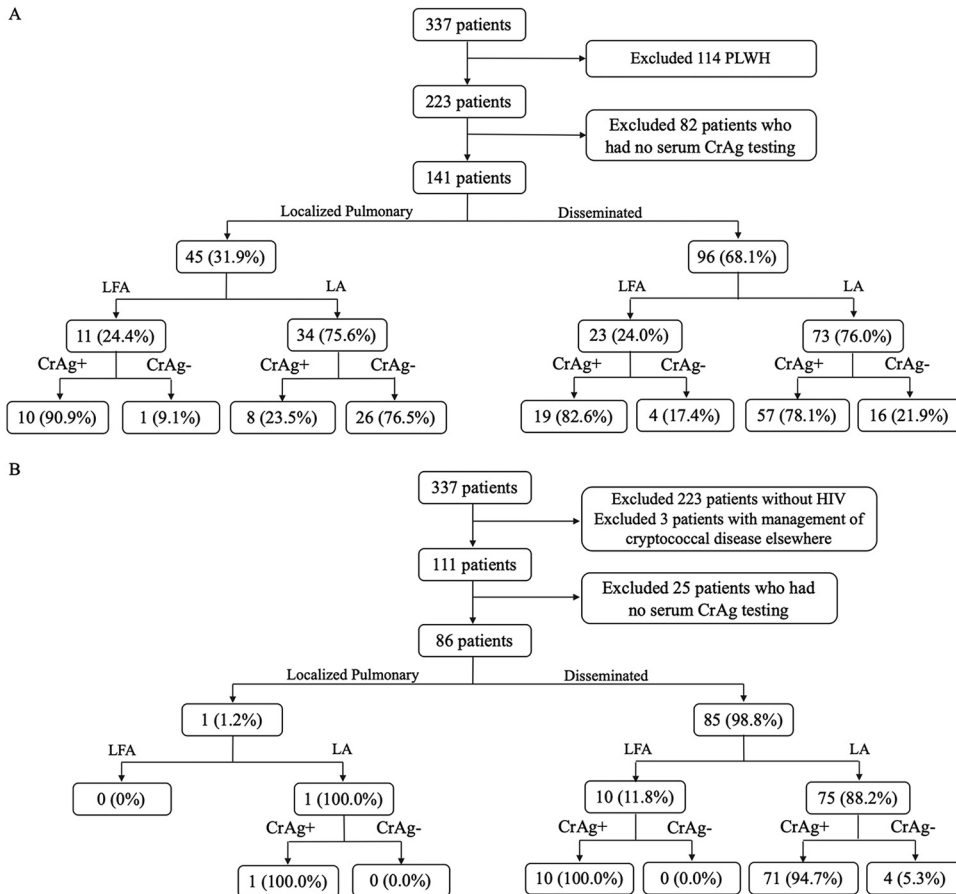 A
337 patients
Excluded 114 PLWH
223 patients
Excluded 82 patients who
had no serum CrAg testing
141 patients
Localized Pulmonary Disseminated
45 (31.9%) 96 (68.1%)
LFA LA LFA LA
11 (24.4%) 34 (75.6%) 23 (24.0%) 73 (76.0%)
CrAg+ CrAg- CrAg+ CrAg- CrAg+ CrAg- CrAg+ CrAg-
10 (90.9%) 1 (9.1%) 8 (23.5%) 26 (76.5%) 19 (82.6%) 4 (17.4%) 57 (78.1%) 16 (21.9%)
B
337 patients
Excluded 223 patients without HIV
Excluded 3 patients with management of
cryptococcal disease elsewhere
111 patients
Excluded 25 patients who had
no serum CrAg testing
86 patients
Localized Pulmonary Disseminated
1 (1.2%) 85 (98.8%)
LFA LA LFA LA
0 (0%) 1 (100.0%) 10 (11.8%) 75 (88.2%)
CrAg+ CrAg- CrAg+ CrAg- CrAg+ CrAg-
1 (100.0%) 0 (0.0%) 10 (100.0%) 0 (0.0%) 71 (94.7%) 4 (5.3%)